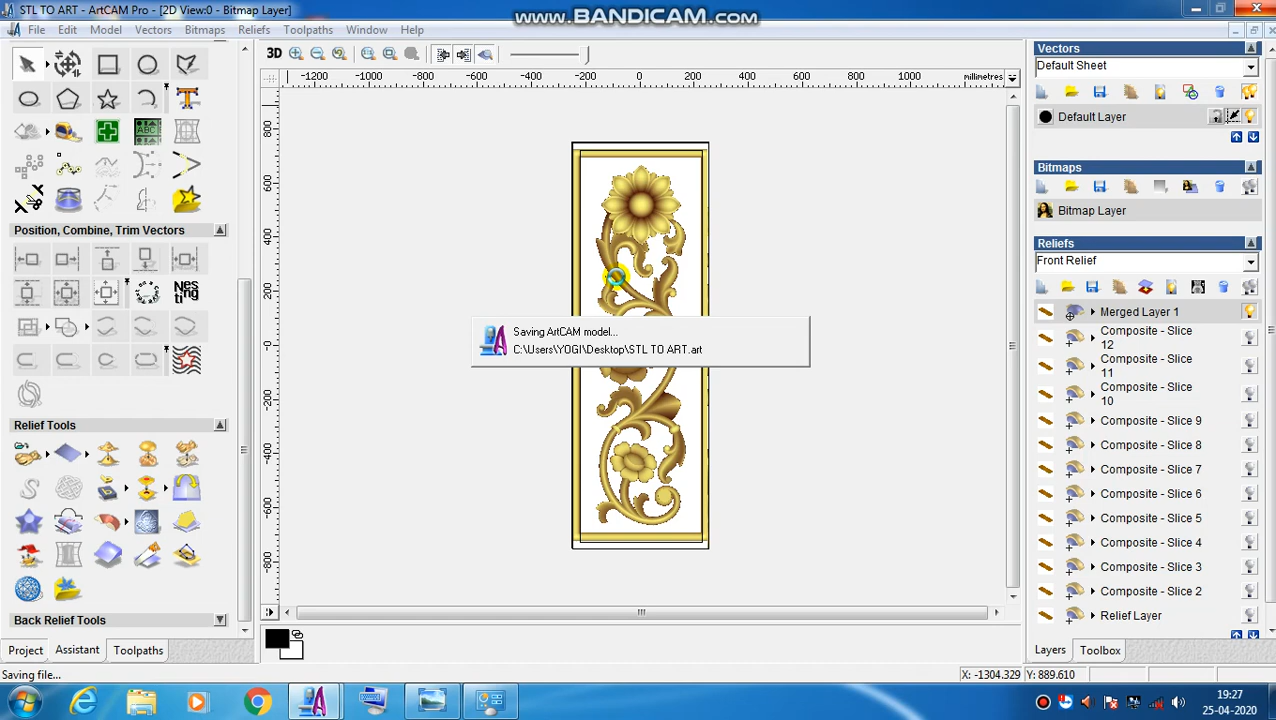 STL TO ART - ArtCAM Pro - [2D View:0 - Bitmap Layer]
www.BANDICAM.com
File Edit Model Vectors Bitmaps Reliefs Toolpaths Window Help
3D
-1200 -1000 -800 -600 -400 -200 0 200 400 600 800 1000 millimetres
800
600
400
200
-0
-200
-400
-600
-800
T
ABC
Position, Combine, Trim Vectors
Nes
ting
Relief Tools
Back Relief Tools
Project Assistant Toolpaths
Saving ArtCAM model...
C:\Users\YOGI\Desktop\STL TO ART.art
Vectors
Default Sheet
Default Layer
Bitmaps
Bitmap Layer
Reliefs
Front Relief
Merged Layer 1
Composite - Slice
12
Composite - Slice
11
Composite - Slice
10
Composite - Slice 9
Composite - Slice 8
Composite - Slice 7
Composite - Slice 6
Composite - Slice 5
Composite - Slice 4
Composite - Slice 3
Composite - Slice 2
Relief Layer
Layers Toolbox
Saving file...
X: -1304.329 Y: 889.610
19:27
25-04-2020